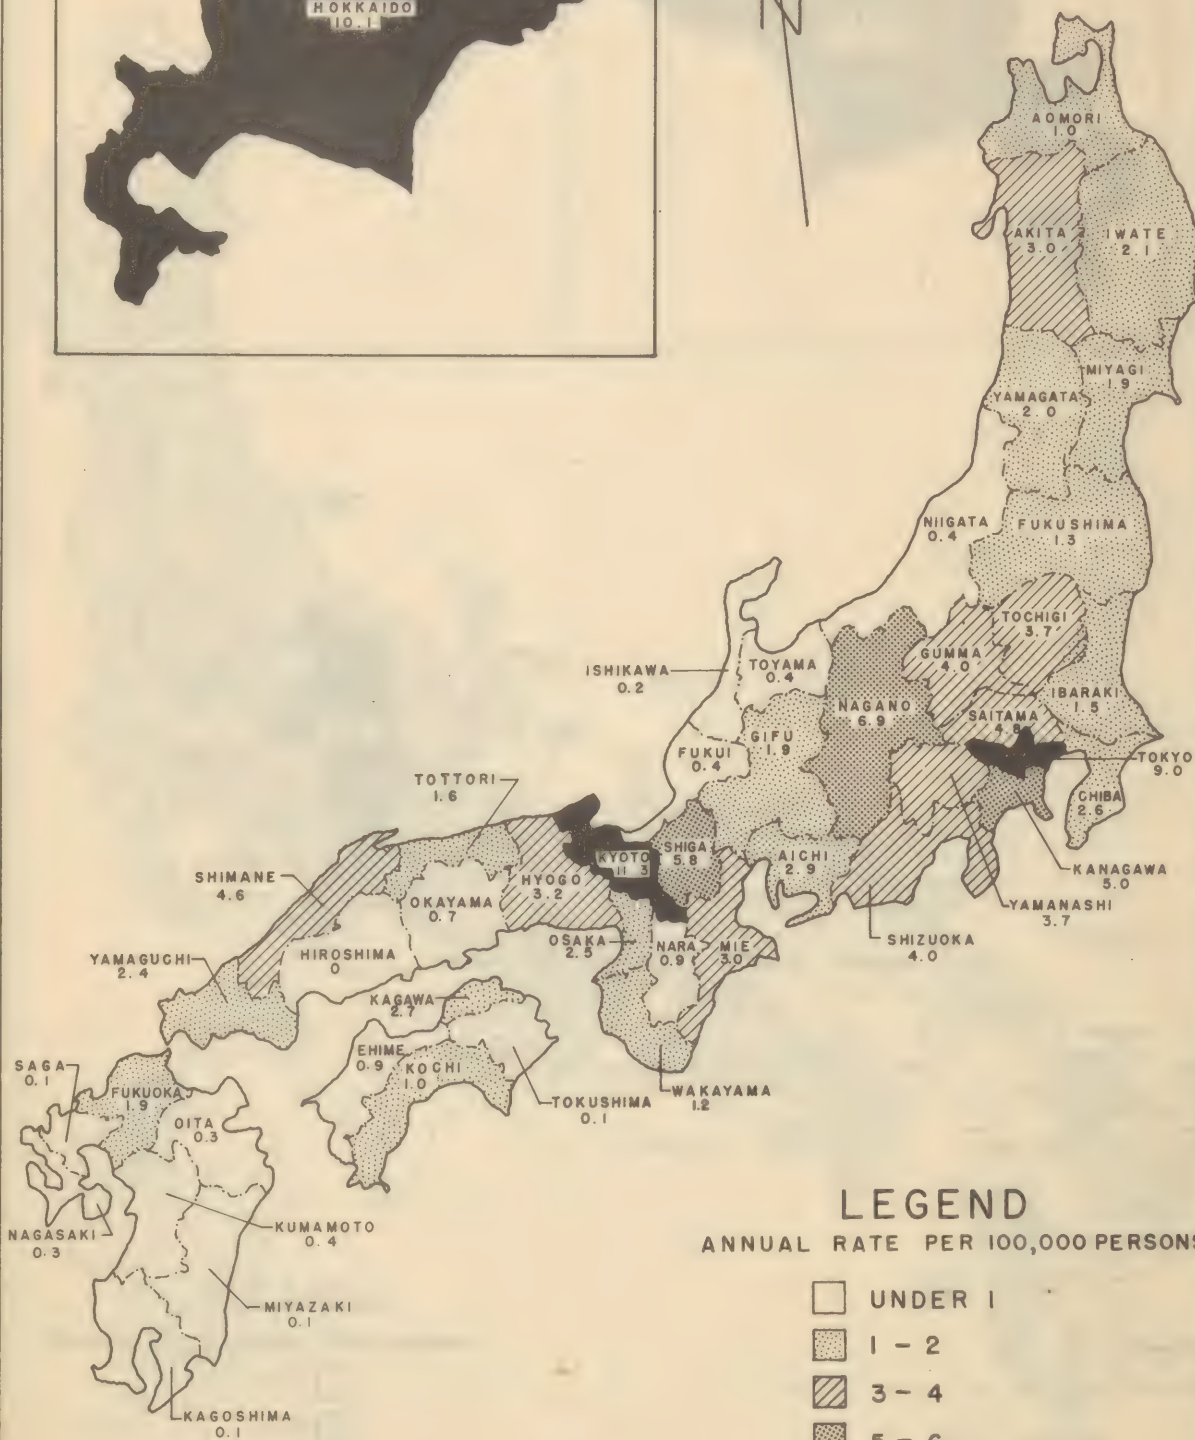 HOKKAIDO
10.1
N
AOMORI
1.0
AKITA
3.0
IWATE
2.1
MIYAGI
1.9
YAMAGATA
2.0
NIIGATA
0.4
FUKUSHIMA
1.3
TOCHIGI
3.7
GUMMA
4.0
ISHIKAWA
0.2
TOYAMA
0.4
NAGANO
6.9
IBARAKI
1.5
SAITAMA
4.8
GIFU
1.9
FUKUI
0.4
TOKYO
9.0
TOTTORI
1.6
CHIBA
2.6
KYOTO
11.3
SHIGA
5.8
AICHI
2.9
KANAGAWA
5.0
SHIMANE
4.6
HYOGO
3.2
OKAYAMA
0.7
YAMANASHI
3.7
SHIZUOKA
4.0
OSAKA
2.5
NARA
0.9
MIE
3.0
HIROSHIMA
0
YAMAGUCHI
2.4
KAGAWA
2.7
EHIME
0.9
KOCHI
1.0
SAGA
0.1
FUKUOKA
1.9
WAKAYAMA
1.2
TOKUSHIMA
0.1
OITA
0.3
NAGASAKI
0.3
KUMAMOTO
0.4
MIYAZAKI
0.1
KAGOSHIMA
0.1
LEGEND
ANNUAL RATE PER 100,000 PERSONS
UNDER 1
1 - 2
3 - 4
5 - 6